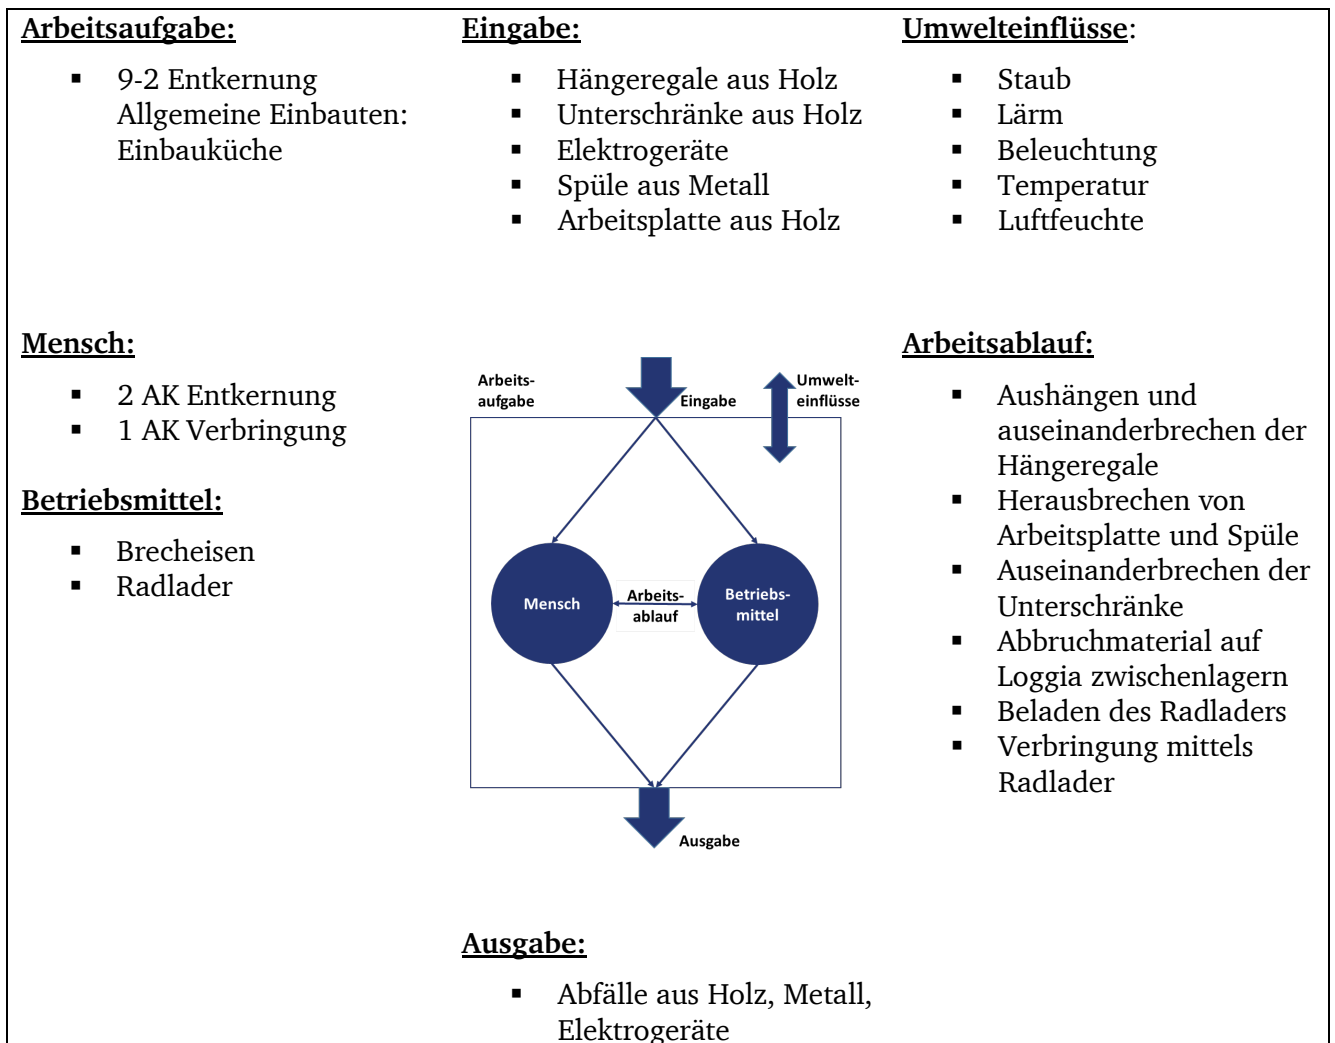 Arbeitsaufgabe:
▪ 9-2 Entkernung
Allgemeine Einbauten:
Einbauküche
Eingabe:
▪ Hängeregale aus Holz
▪ Unterschränke aus Holz
▪ Elektrogeräte
▪ Spüle aus Metall
▪ Arbeitsplatte aus Holz
Umwelteinflüsse:
▪ Staub
▪ Lärm
▪ Beleuchtung
▪ Temperatur
▪ Luftfeuchte
Mensch:
▪ 2 AK Entkernung
▪ 1 AK Verbringung
Betriebsmittel:
▪ Brecheisen
▪ Radlader
Arbeits-
aufgabe
Eingabe
Umwelt-
einflüsse
Mensch
Arbeits-
ablauf
Betriebs-
mittel
Ausgabe
Arbeitsablauf:
▪ Aushängen und
auseinanderbrechen der
Hängeregale
▪ Herausbrechen von
Arbeitsplatte und Spüle
▪ Auseinanderbrechen der
Unterschränke
▪ Abbruchmaterial auf
Loggia zwischenlagern
▪ Beladen des Radladers
▪ Verbringung mittels
Radlader
Ausgabe:
▪ Abfälle aus Holz, Metall,
Elektrogeräte